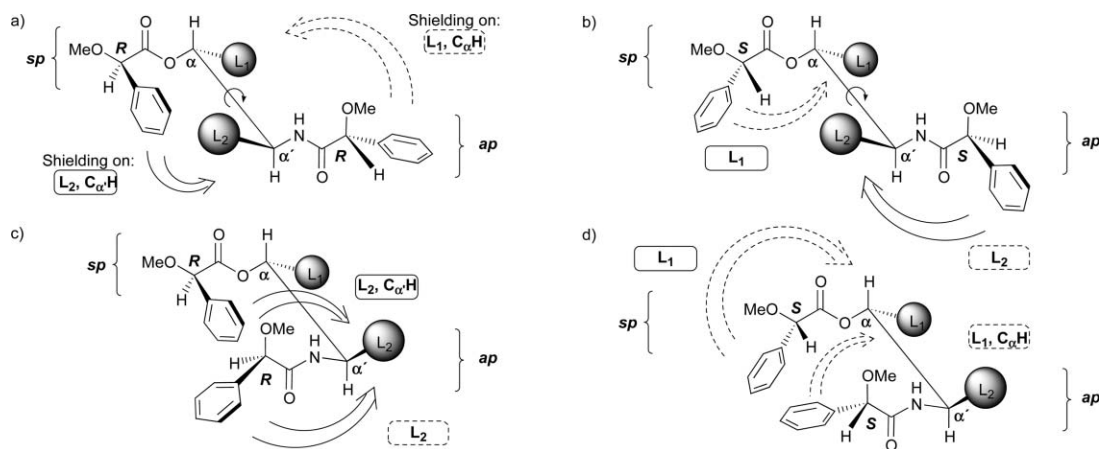 a)
Shielding on:
L1, CαH
sp
MeO
R
O
O
H
H
α
L1
L2
H
N
α´
H
O
OMe
R
H
ap
Shielding on:
L2, Cα'H
b)
sp
MeO
S
O
O
H
H
α
L1
L1
L2
H
N
α´
H
O
OMe
S
H
ap
L2
c)
sp
MeO
R
O
O
H
H
α
L1
L2, Cα'H
OMe
H
R
O
H
N
α´
H
L2
ap
L2
d)
L1
sp
MeO
S
O
O
H
H
α
L1
L1, CαH
OMe
H
S
O
H
N
α´
H
L2
ap